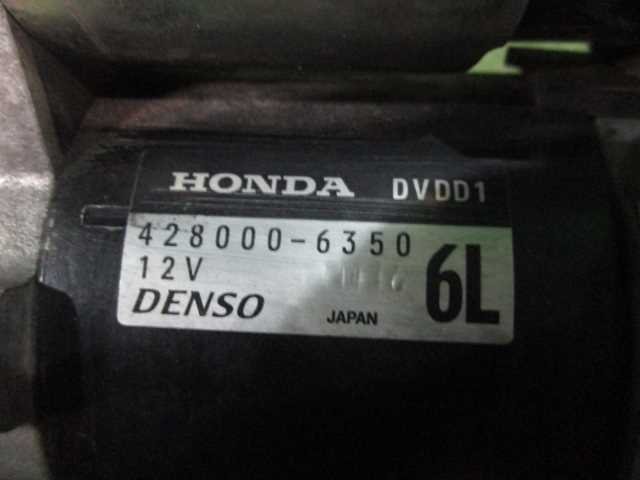 HONDA DVDD1
428000-6350
12V
6L
DENSO JAPAN